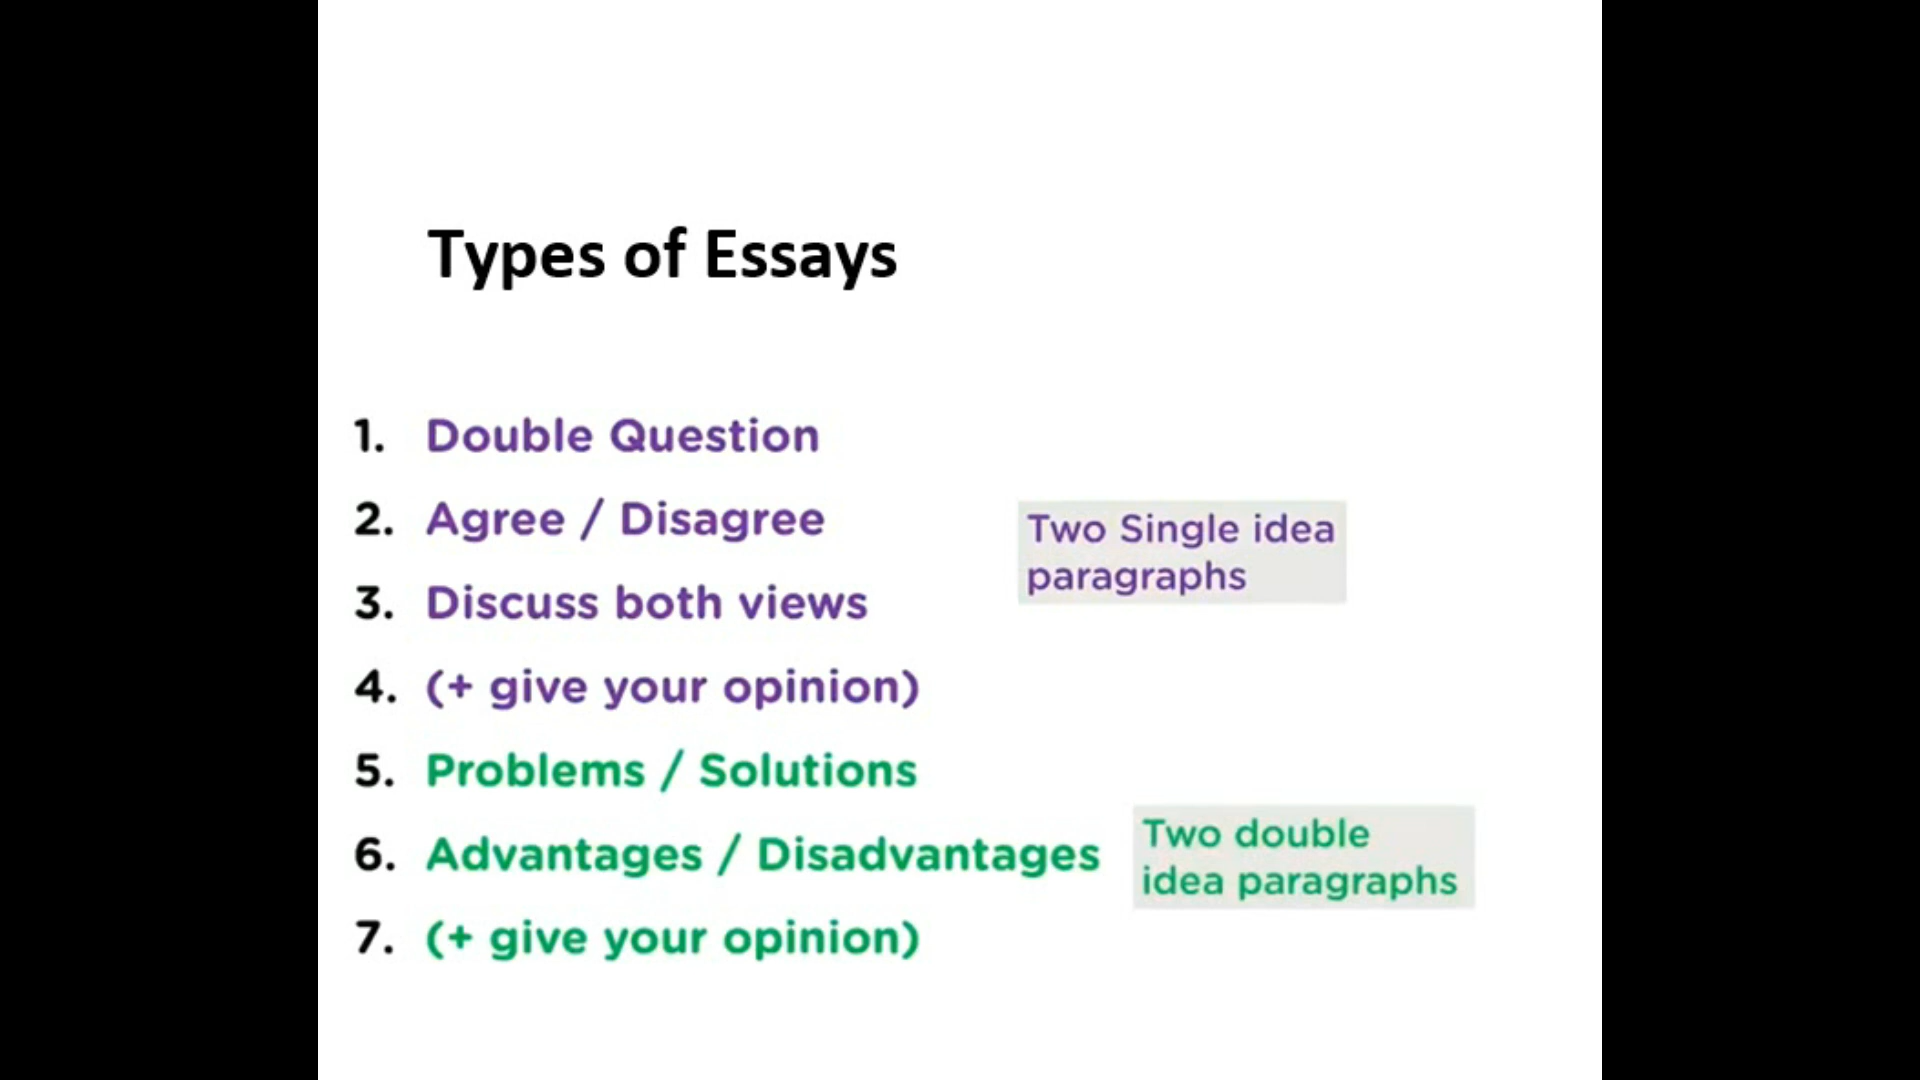 Types of Essays
1. Double Question
2. Agree / Disagree
3. Discuss both views
4. (+ give your opinion)
Two Single idea
paragraphs
5. Problems / Solutions
6. Advantages / Disadvantages
7. (+ give your opinion)
Two double
idea paragraphs